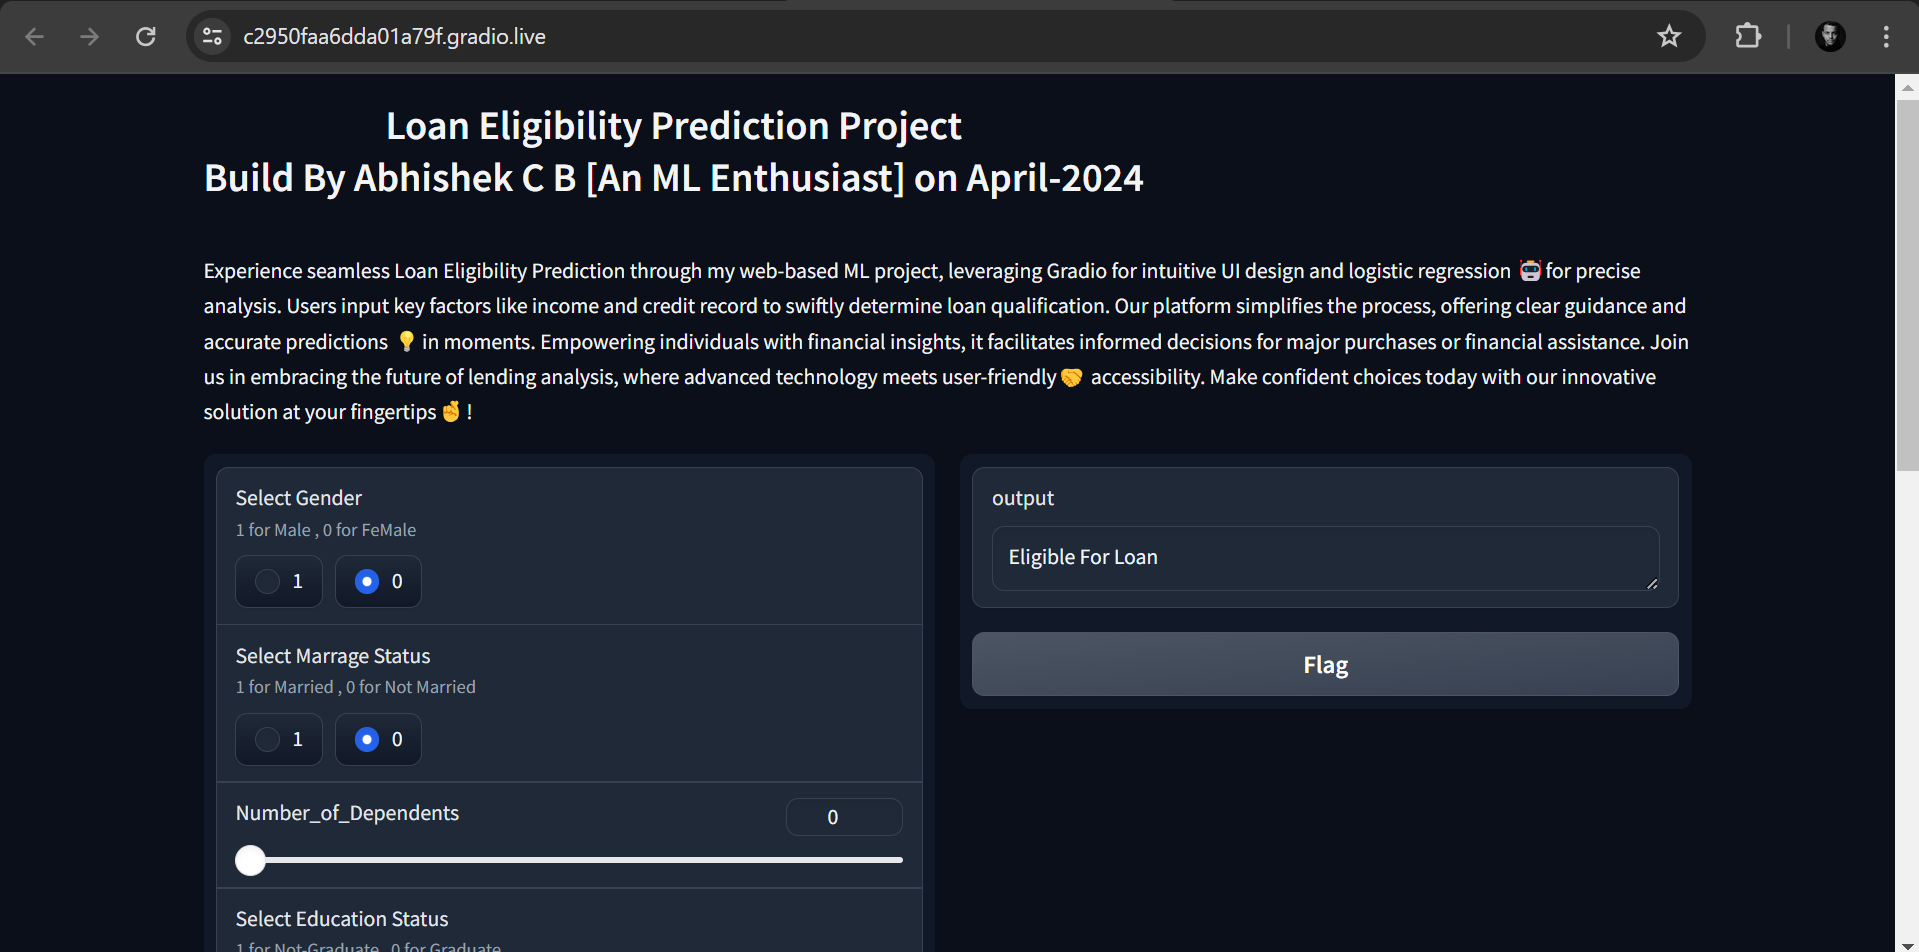 c2950faa6dda01a79f.gradio.live
Loan Eligibility Prediction Project
Build By Abhishek C B [An ML Enthusiast] on April-2024
Experience seamless Loan Eligibility Prediction through my web-based ML project, leveraging Gradio for intuitive UI design and logistic regression 🤖 for precise
analysis. Users input key factors like income and credit record to swiftly determine loan qualification. Our platform simplifies the process, offering clear guidance and
accurate predictions 💡 in moments. Empowering individuals with financial insights, it facilitates informed decisions for major purchases or financial assistance. Join
us in embracing the future of lending analysis, where advanced technology meets user-friendly🤝 accessibility. Make confident choices today with our innovative
solution at your fingertips 🤞 !
Select Gender
1 for Male , 0 for FeMale
1 0
Select Marrage Status
1 for Married , 0 for Not Married
1 0
Number_of_Dependents 0
Select Education Status
1 for Not-Graduate , 0 for Graduate
output
Eligible For Loan
Flag